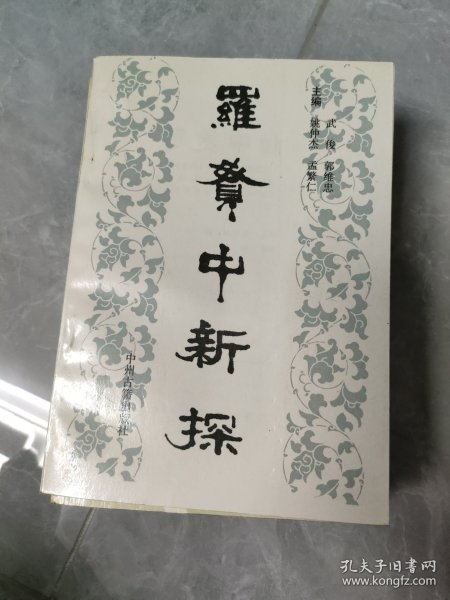 羅貫中新探
主编 武俊 郭维忠
姚仲杰 孟繁仁
中州古籍出版社
孔夫子旧书网
www.kongfz.com